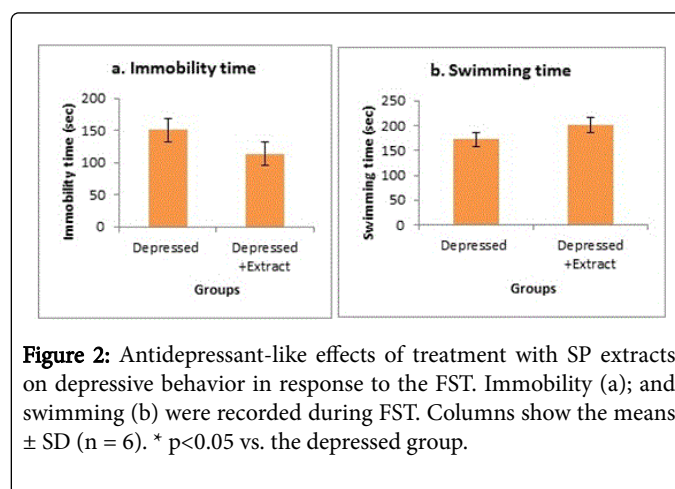 a. Immobility time
200
150
100
50
0
Immobility time (sec)
Depressed
Depressed
+Extract
Groups
b. Swimming time
250
200
150
100
50
0
Swimming time (sec)
Depressed
Depressed
+Extract
Groups
Figure 2: Antidepressant-like effects of treatment with SP extracts
on depressive behavior in response to the FST. Immobility (a); and
swimming (b) were recorded during FST. Columns show the means
± SD (n = 6). * p<0.05 vs. the depressed group.